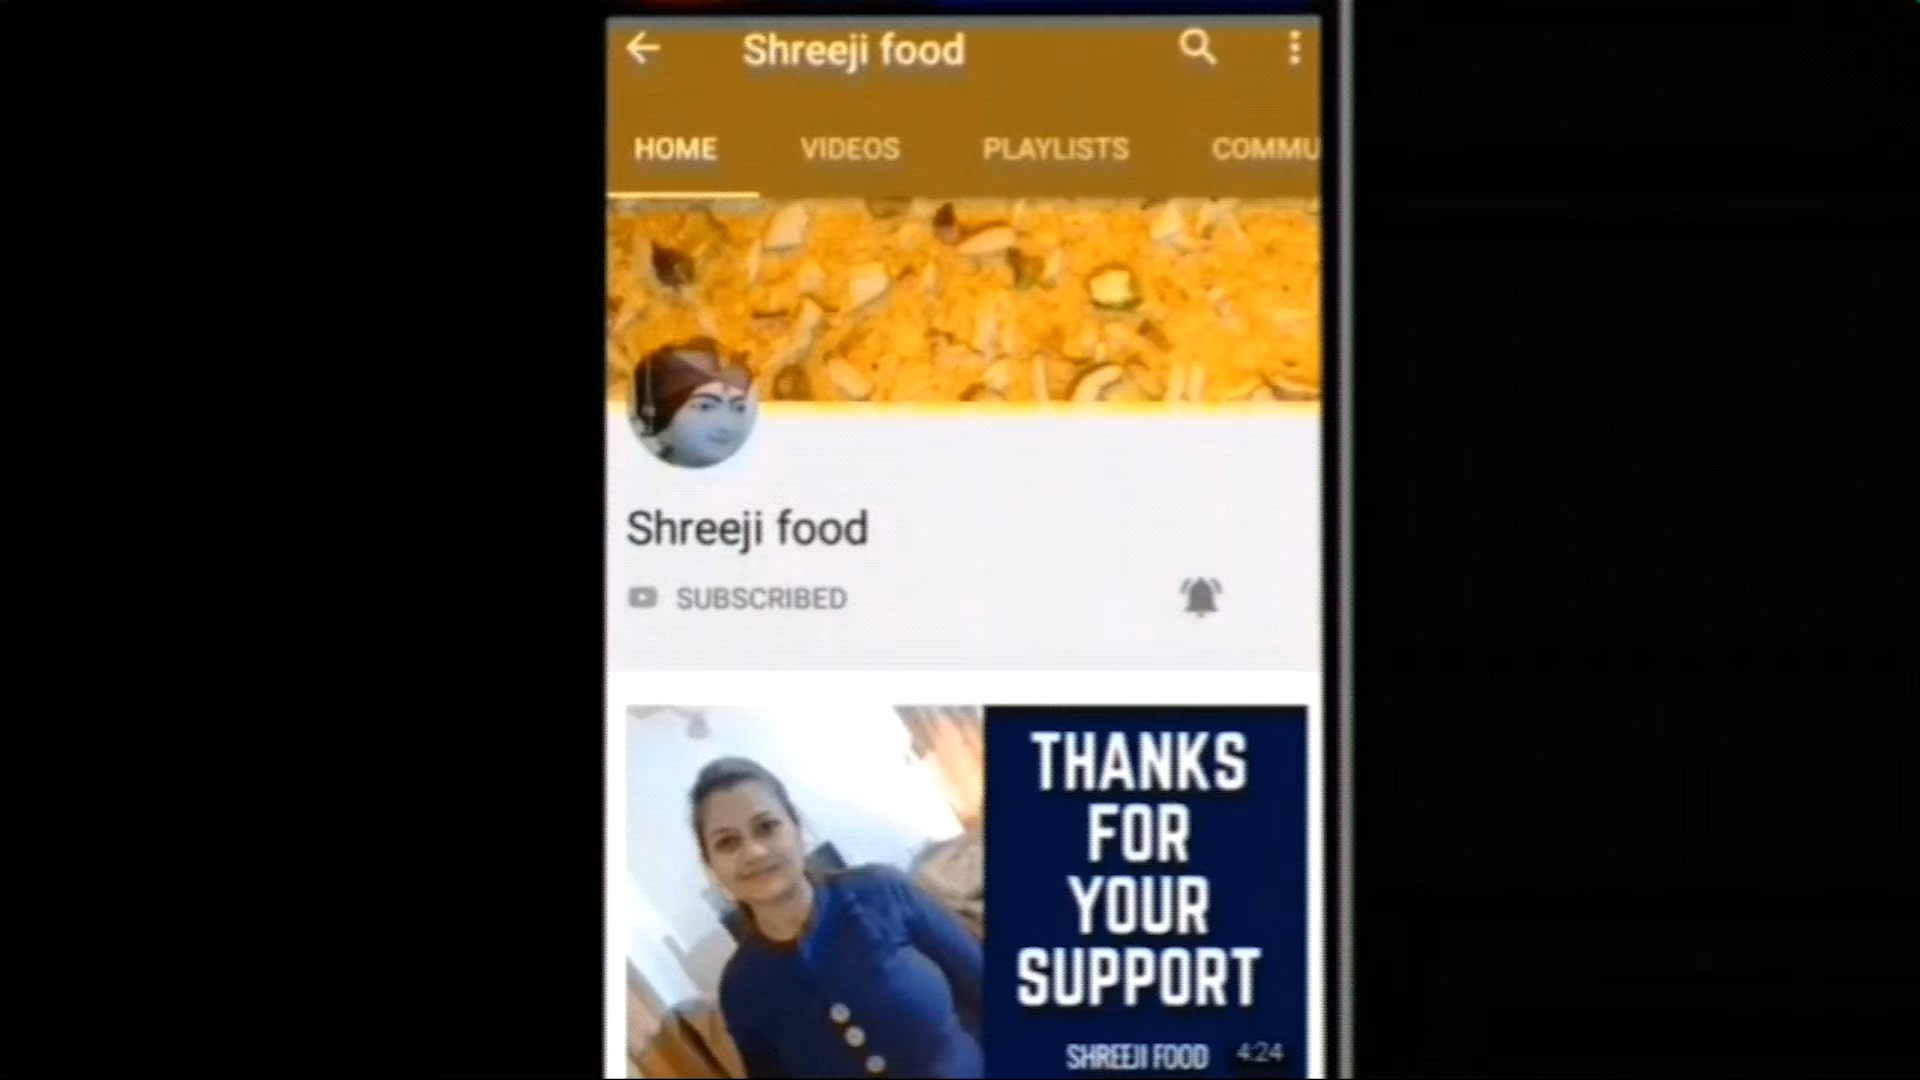 Shreeji food
HOME VIDEOS PLAYLISTS COMMU
Shreeji food
SUBSCRIBED
THANKS
FOR
YOUR
SUPPORT
SHREEJI FOOD 4:24